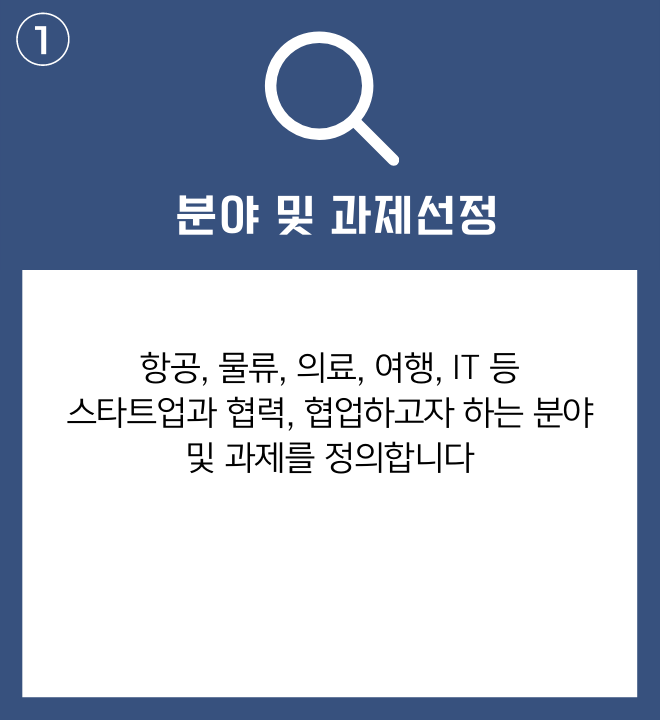 1
분야 및 과제선정
항공, 물류, 의료, 여행, IT 등
스타트업과 협력, 협업하고자 하는 분야
및 과제를 정의합니다